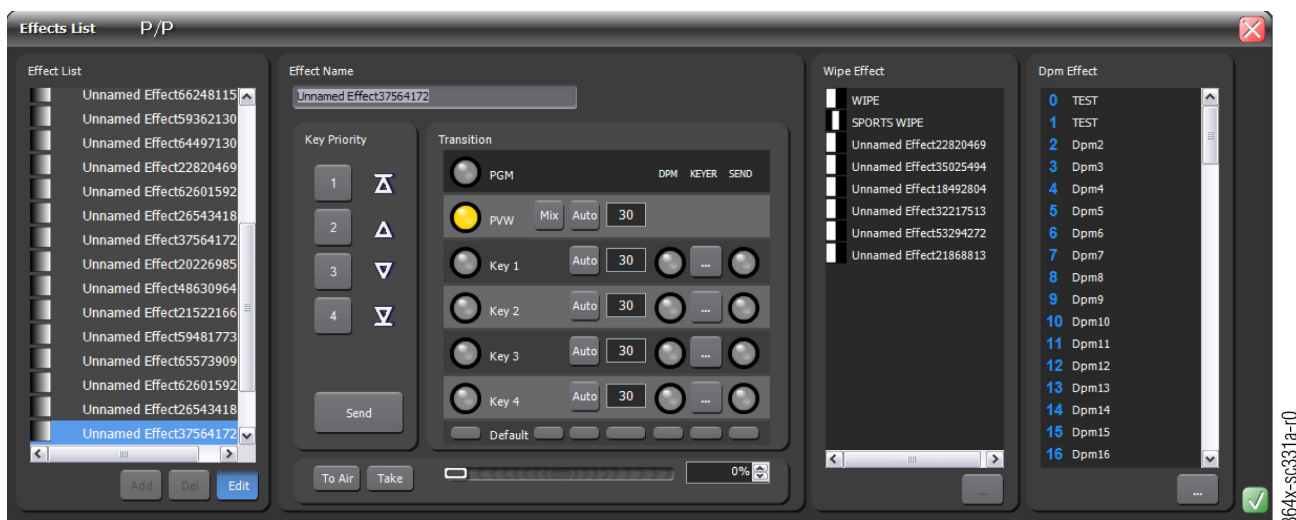 Effects List P/P
Effect List
Unnamed Effect66248115
Unnamed Effect59362130
Unnamed Effect64497130
Unnamed Effect22820469
Unnamed Effect62601592
Unnamed Effect26543418
Unnamed Effect37564172
Unnamed Effect20226985
Unnamed Effect48630964
Unnamed Effect21522166
Unnamed Effect59481773
Unnamed Effect65573909
Unnamed Effect62601592
Unnamed Effect26543418
Unnamed Effect37564172
Add Del Edit
Effect Name
Unnamed Effect37564172
Key Priority
1
2
3
4
Send
Transition
PGM DPM KEYER SEND
PVW Mix Auto 30
Key 1 Auto 30 ...
Key 2 Auto 30 ...
Key 3 Auto 30 ...
Key 4 Auto 30 ...
Default
To Air Take 0%
Wipe Effect
WIPE
SPORTS WIPE
Unnamed Effect22820469
Unnamed Effect35025494
Unnamed Effect18492804
Unnamed Effect32217513
Unnamed Effect53294272
Unnamed Effect21868813
...
Dpm Effect
0 TEST
1 TEST
2 Dpm2
3 Dpm3
4 Dpm4
5 Dpm5
6 Dpm6
7 Dpm7
8 Dpm8
9 Dpm9
10 Dpm10
11 Dpm11
12 Dpm12
13 Dpm13
14 Dpm14
15 Dpm15
16 Dpm16
...
864x-sc331a-r0